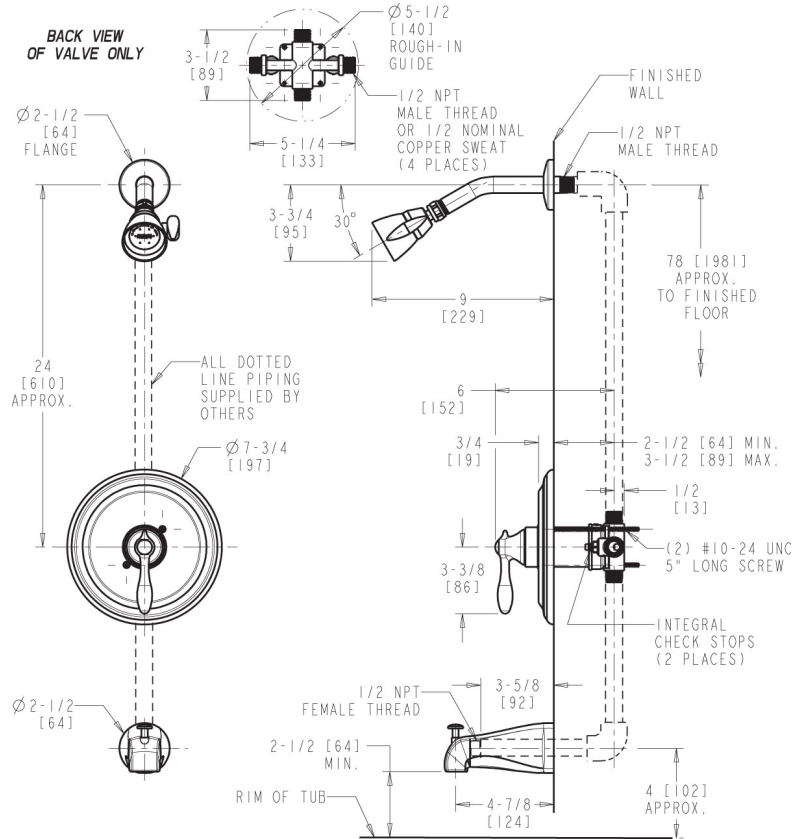 BACK VIEW
OF VALVE ONLY
3-1/2
[89]
Ø5-1/2
[140]
ROUGH-IN
GUIDE
5-1/4
[133]
1/2 NPT
MALE THREAD
OR 1/2 NOMINAL
COPPER SWEAT
(4 PLACES)
FINISHED
WALL
1/2 NPT
MALE THREAD
Ø2-1/2
[64]
FLANGE
3-3/4
[95]
30°
9
[229]
78 [1981]
APPROX.
TO FINISHED
FLOOR
24
[610]
APPROX.
ALL DOTTED
LINE PIPING
SUPPLIED BY
OTHERS
6
[152]
Ø7-3/4
[197]
3/4
[19]
2-1/2 [64] MIN.
3-1/2 [89] MAX.
1/2
[13]
3-3/8
[86]
(2) #10-24 UNC
5" LONG SCREW
INTEGRAL
CHECK STOPS
(2 PLACES)
Ø2-1/2
[64]
1/2 NPT
FEMALE THREAD
3-5/8
[92]
2-1/2 [64]
MIN.
RIM OF TUB
4-7/8
[124]
4 [102]
APPROX.